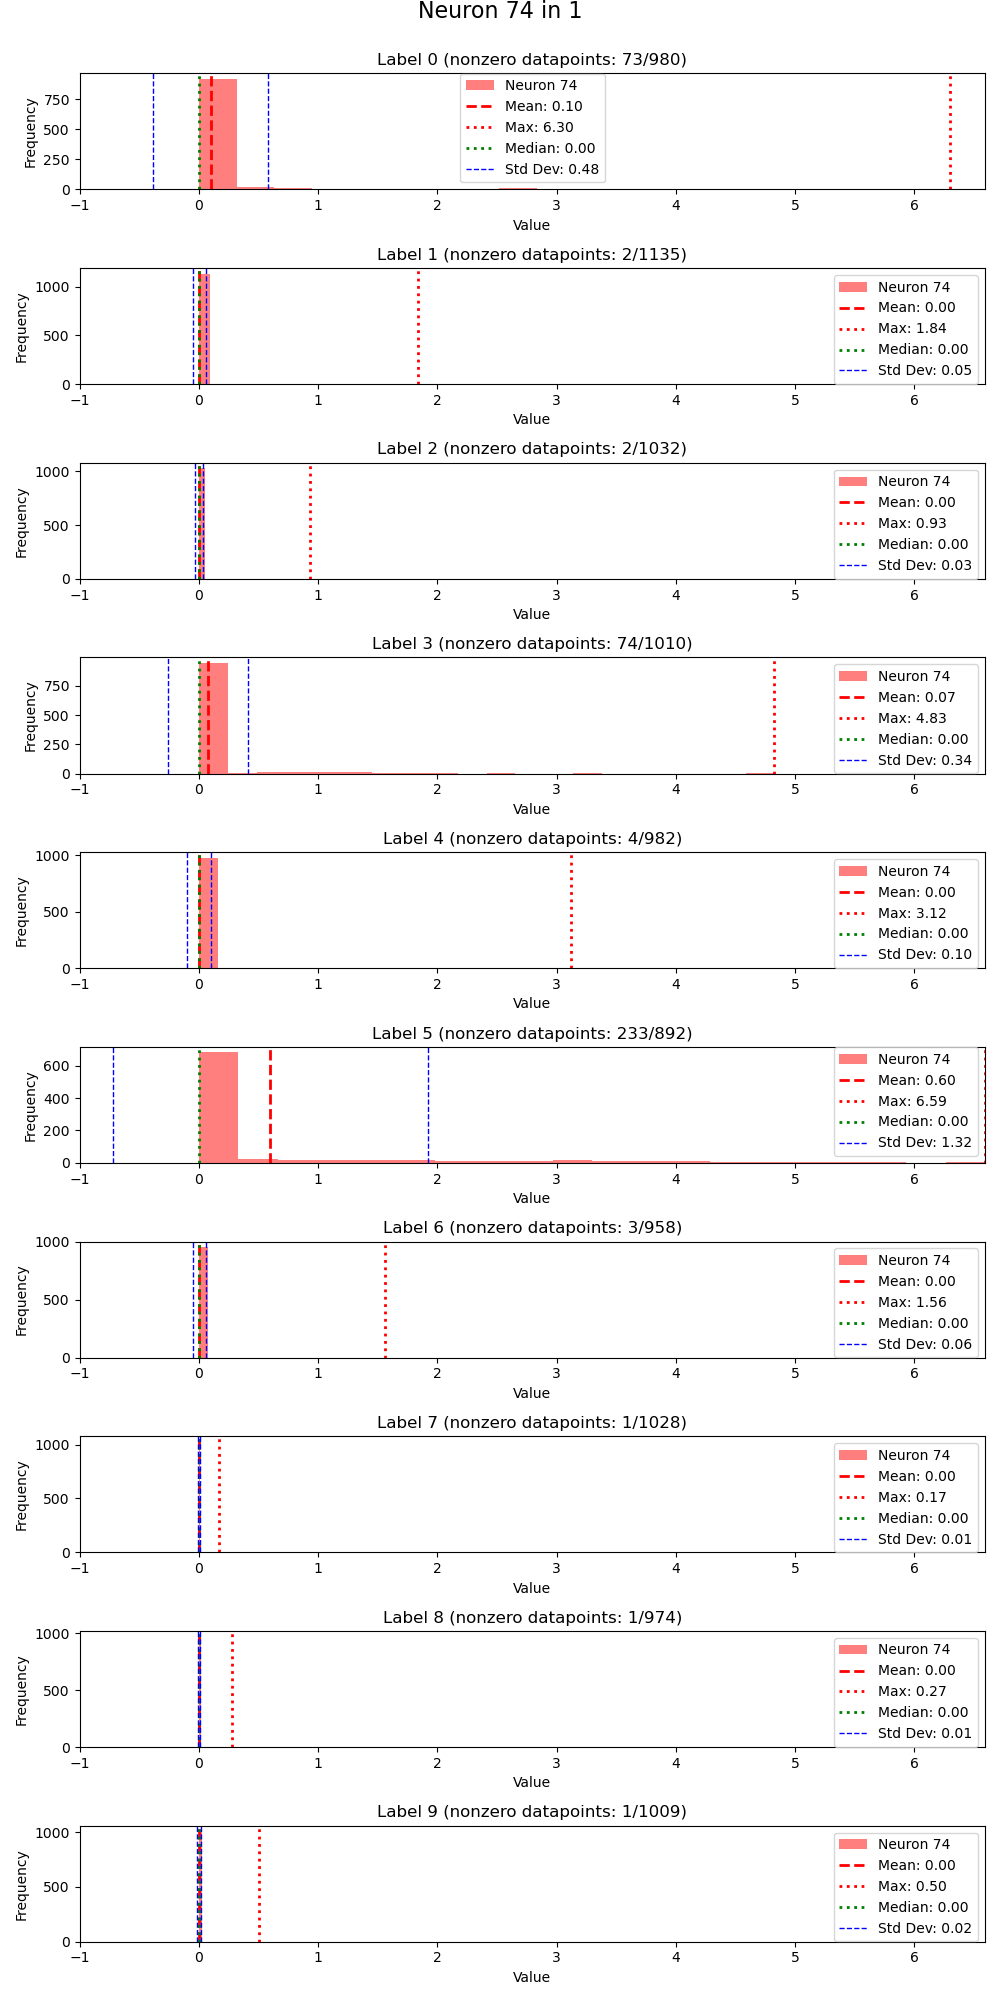 Neuron 74 in 1
Label 0 (nonzero datapoints: 73/980)
Frequency
750
500
250
0
Neuron 74
Mean: 0.10
Max: 6.30
Median: 0.00
Std Dev: 0.48
−1 0 1 2 3 4 5 6
Value
Label 1 (nonzero datapoints: 2/1135)
Frequency
1000
500
0
Neuron 74
Mean: 0.00
Max: 1.84
Median: 0.00
Std Dev: 0.05
−1 0 1 2 3 4 5 6
Value
Label 2 (nonzero datapoints: 2/1032)
Frequency
1000
500
0
Neuron 74
Mean: 0.00
Max: 0.93
Median: 0.00
Std Dev: 0.03
−1 0 1 2 3 4 5 6
Value
Label 3 (nonzero datapoints: 74/1010)
Frequency
750
500
250
0
Neuron 74
Mean: 0.07
Max: 4.83
Median: 0.00
Std Dev: 0.34
−1 0 1 2 3 4 5 6
Value
Label 4 (nonzero datapoints: 4/982)
Frequency
1000
500
0
Neuron 74
Mean: 0.00
Max: 3.12
Median: 0.00
Std Dev: 0.10
−1 0 1 2 3 4 5 6
Value
Label 5 (nonzero datapoints: 233/892)
Frequency
600
400
200
0
Neuron 74
Mean: 0.60
Max: 6.59
Median: 0.00
Std Dev: 1.32
−1 0 1 2 3 4 5 6
Value
Label 6 (nonzero datapoints: 3/958)
Frequency
1000
500
0
Neuron 74
Mean: 0.00
Max: 1.56
Median: 0.00
Std Dev: 0.06
−1 0 1 2 3 4 5 6
Value
Label 7 (nonzero datapoints: 1/1028)
Frequency
1000
500
0
Neuron 74
Mean: 0.00
Max: 0.17
Median: 0.00
Std Dev: 0.01
−1 0 1 2 3 4 5 6
Value
Label 8 (nonzero datapoints: 1/974)
Frequency
1000
500
0
Neuron 74
Mean: 0.00
Max: 0.27
Median: 0.00
Std Dev: 0.01
−1 0 1 2 3 4 5 6
Value
Label 9 (nonzero datapoints: 1/1009)
Frequency
1000
500
0
Neuron 74
Mean: 0.00
Max: 0.50
Median: 0.00
Std Dev: 0.02
−1 0 1 2 3 4 5 6
Value